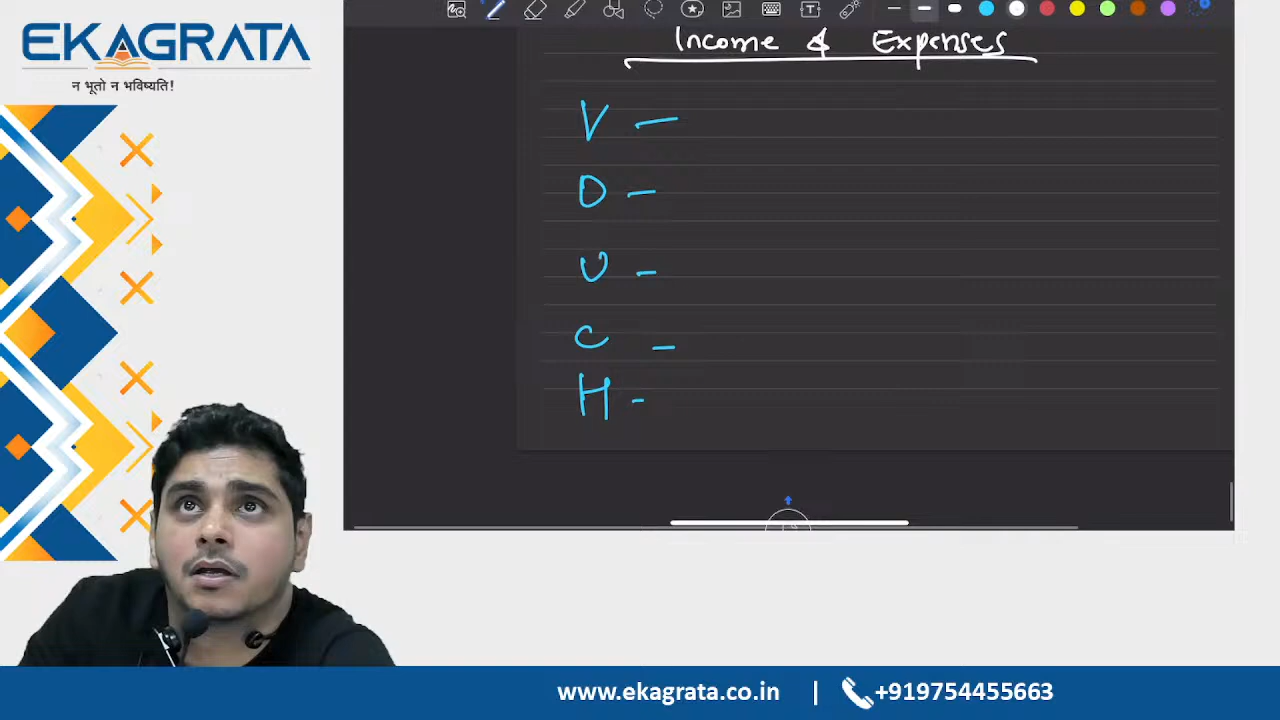 EKAGRATA
न भूतो न भविष्यति!
Income & Expenses
V —
O —
U —
C —
H -
www.ekagrata.co.in | +919754455663